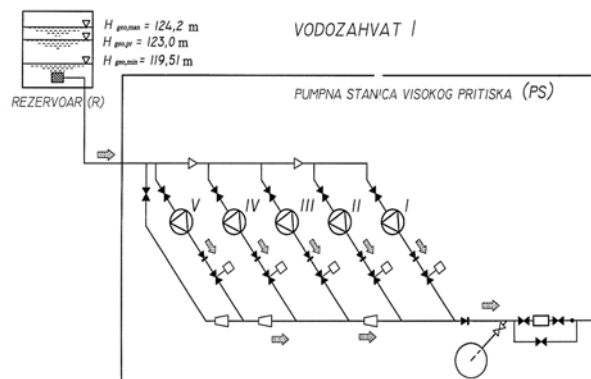 H geo,max = 124,2 m
H geo,pr = 123,0 m
H geo,min = 119,51 m
VODOZAHVAT I
REZERVOAR (R)
PUMPNA STANICA VISOKOG PRITISKA (PS)
V IV III II I